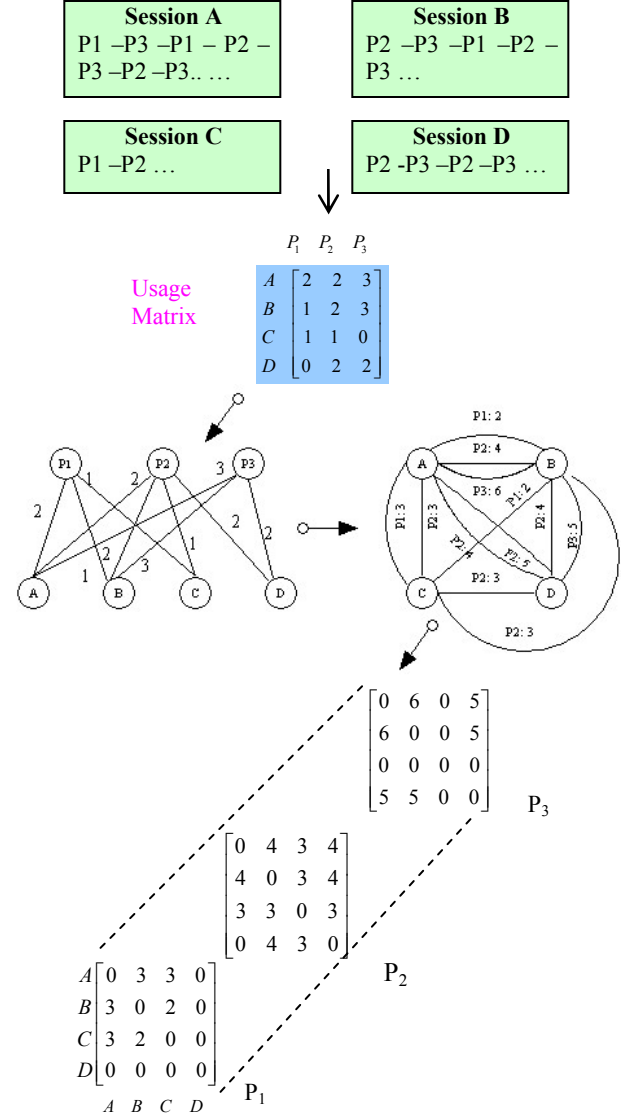 Session A
P1 –P3 –P1 – P2 –
P3 –P2 –P3.. …
Session B
P2 –P3 –P1 –P2 –
P3 …
Session C
P1 –P2 …
Session D
P2 -P3 –P2 –P3 …
P1 P2 P3
Usage
Matrix
A 2 2 3
B 1 2 3
C 1 1 0
D 0 2 2
P1 P2 P3
1 2 3
2 2 2
2 1
1 3
A B C D
P1: 2
P2: 4
A B
P3: 6
P1: 2
P1: 3
P2: 3
P2: 4
P3: 5
P2: 4
P2: 5
P2: 3
C D
P2: 3
0 6 0 5
6 0 0 5
0 0 0 0
5 5 0 0
P3
0 4 3 4
4 0 3 4
3 3 0 3
0 4 3 0
P2
A 0 3 3 0
B 3 0 2 0
C 3 2 0 0
D 0 0 0 0
A B C D
P1